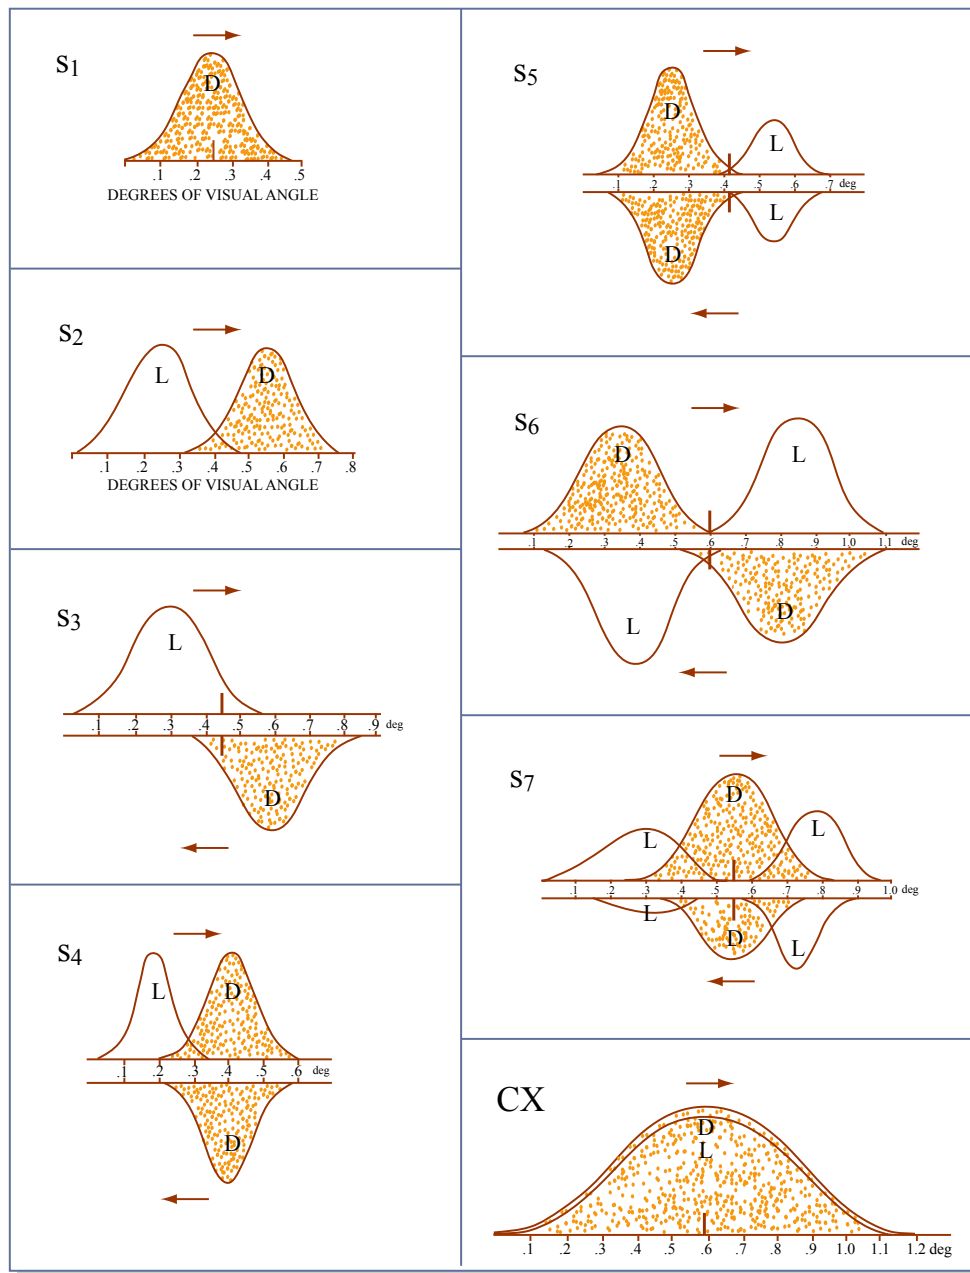 S1
D
.1 .2 .3 .4 .5
DEGREES OF VISUAL ANGLE
S2
L D
.1 .2 .3 .4 .5 .6 .7 .8
DEGREES OF VISUAL ANGLE
S3
L
.1 .2 .3 .4 .5 .6 .7 .8 .9 deg
D
S4
L D
.1 .2 .3 .4 .5 .6 deg
D
S5
D L
.1 .2 .3 .4 .5 .6 .7 deg
L
D
S6
D L
.1 .2 .3 .4 .5 .6 .7 .8 .9 1.0 1.1 deg
D
L
S7
D
L
L
.1 .2 .3 .4 .5 .6 .7 .8 .9 1.0 deg
L
D
L
CX
D
L
.1 .2 .3 .4 .5 .6 .7 .8 .9 1.0 1.1 1.2 deg